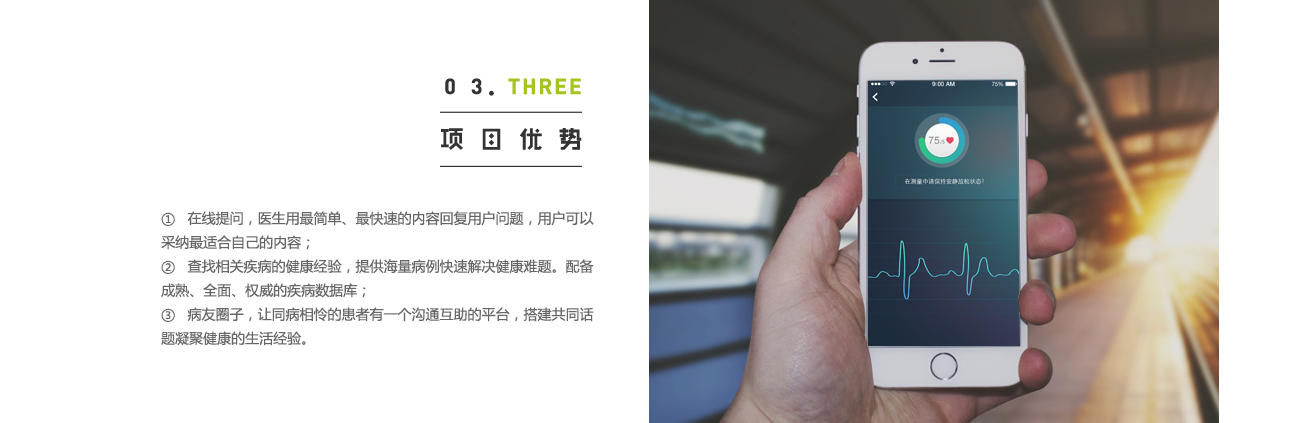 03. THREE
项目优势
① 在线提问，医生用最简单、最快速的内容回复用户问题，用户可以
采纳最适合自己的内容；
② 查找相关疾病的健康经验，提供海量病例快速解决健康难题。配备
成熟、全面、权威的疾病数据库；
③ 病友圈子，让同病相怜的患者有一个沟通互助的平台，搭建共同话
题凝聚健康的生活经验。
9:00 AM
75%
75
在测量中请保持安静放松状态?